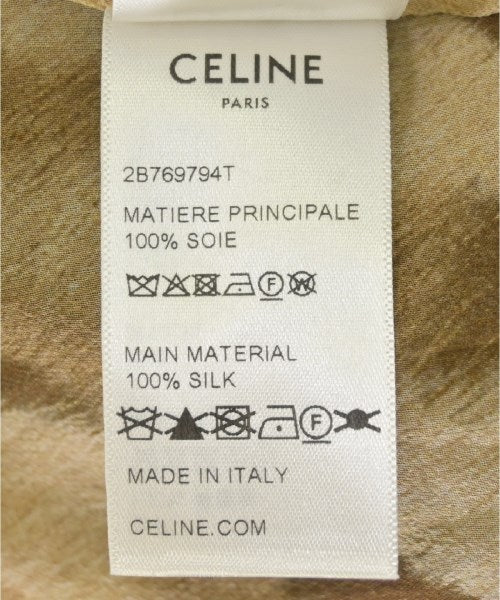 CELINE
PARIS
2B769794T
MATIERE PRINCIPALE
100% SOIE
F W
MAIN MATERIAL
100% SILK
F
MADE IN ITALY
CELINE.COM